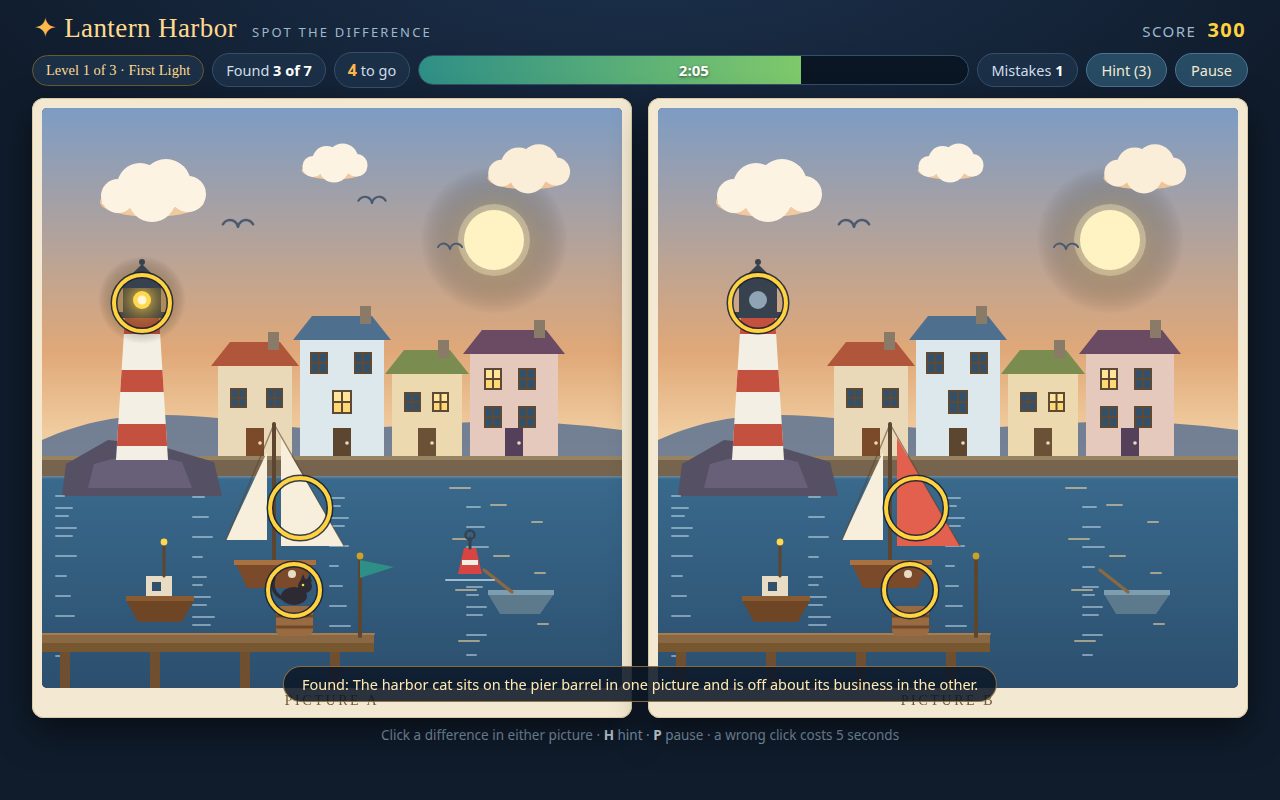 ✦ Lantern Harbor SPOT THE DIFFERENCE SCORE 300
Level 1 of 3 · First Light Found 3 of 7 4 to go 2:05 Mistakes 1 Hint (3) Pause
Found: The harbor cat sits on the pier barrel in one picture and is off about its business in the other.
PICTURE A PICTURE B
Click a difference in either picture · H hint · P pause · a wrong click costs 5 seconds